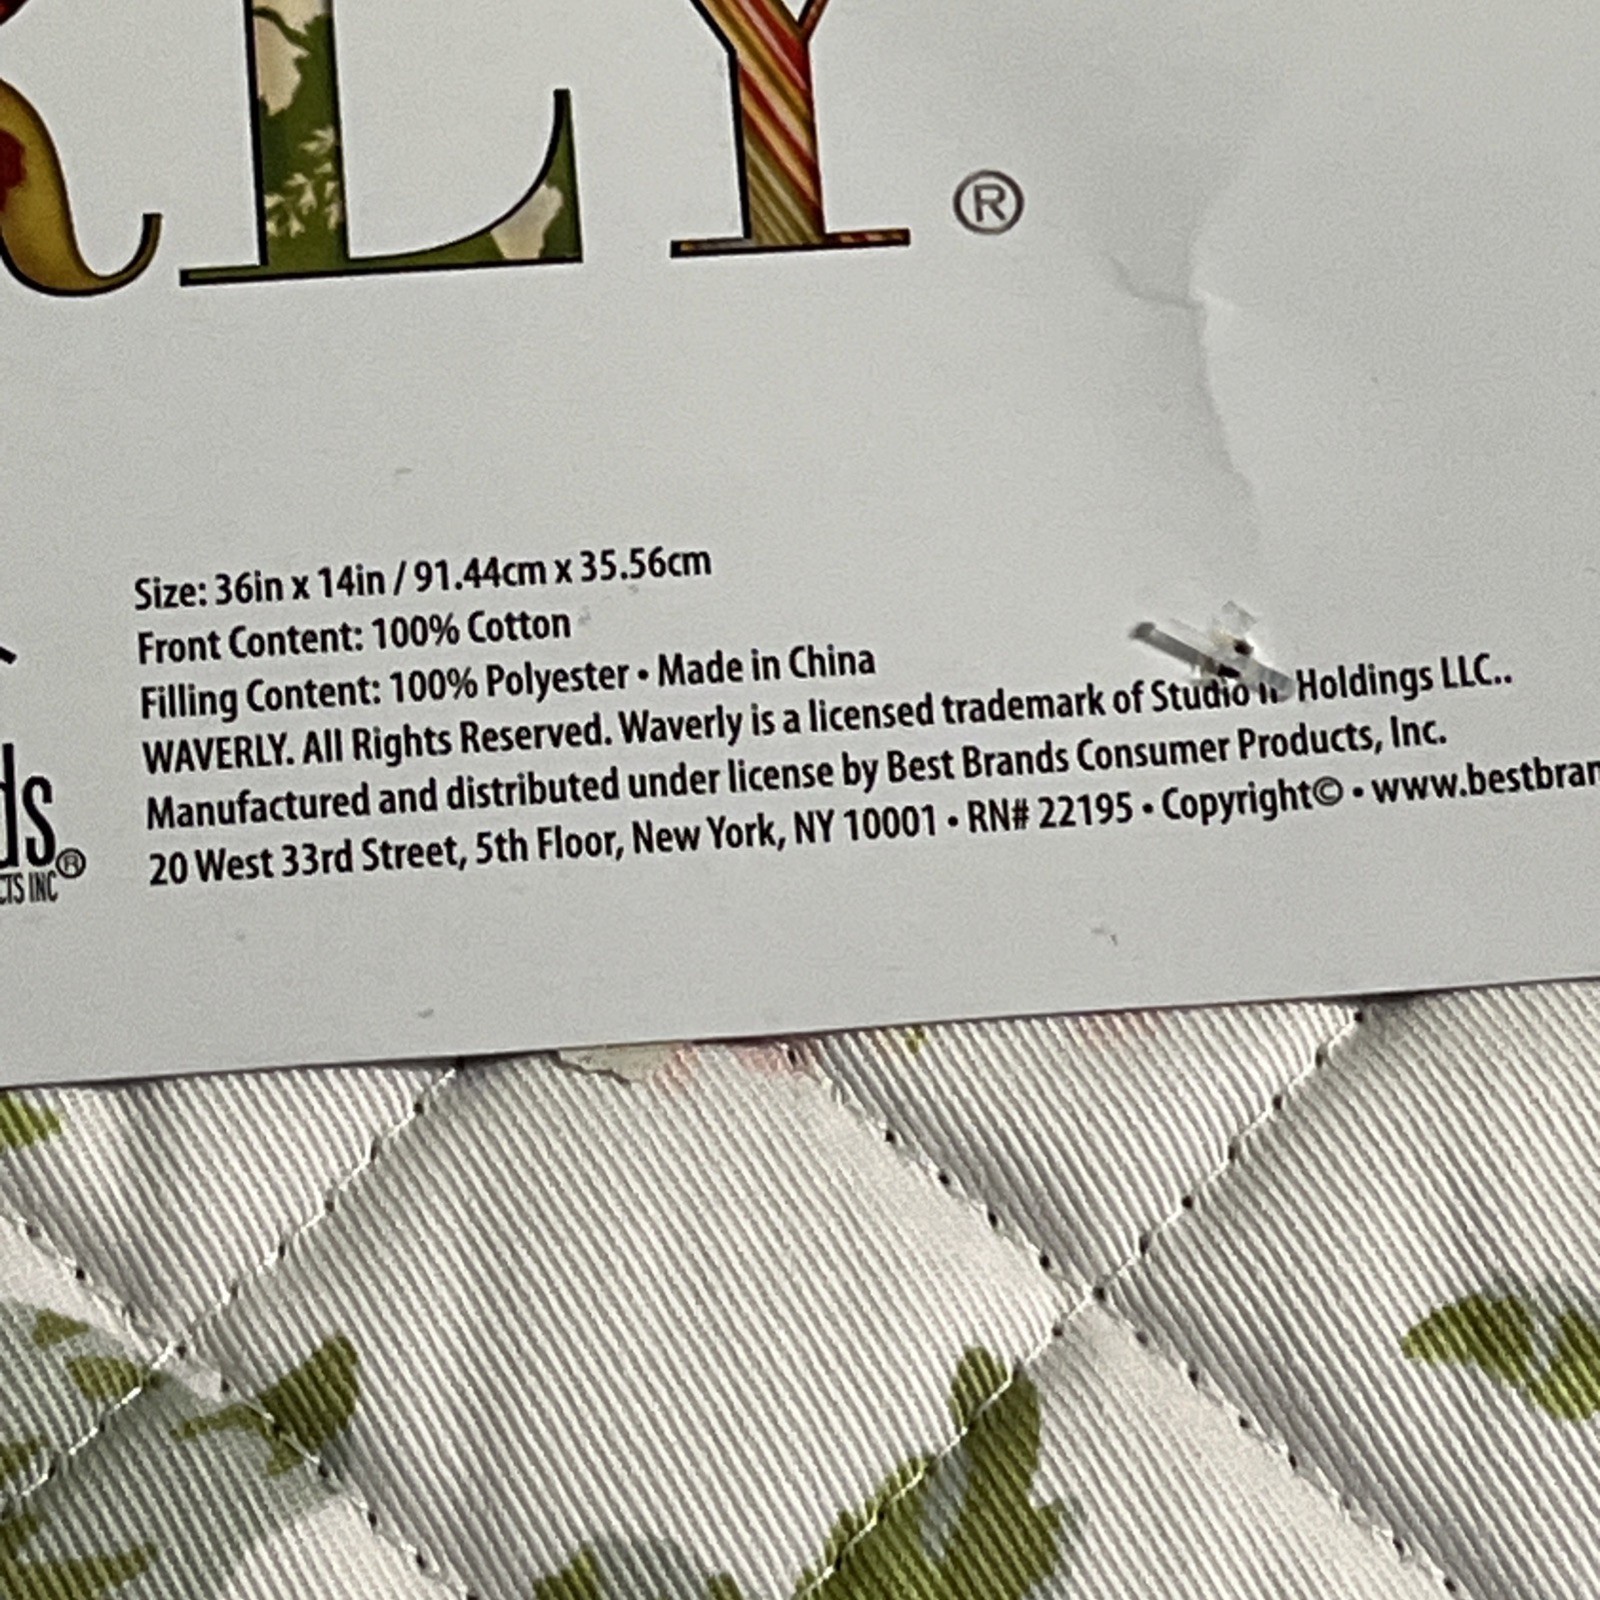 RLY®
Size: 36in x 14in / 91.44cm x 35.56cm
Front Content: 100% Cotton
Filling Content: 100% Polyester • Made in China
WAVERLY. All Rights Reserved. Waverly is a licensed trademark of Studio Holdings LLC..
Manufactured and distributed under license by Best Brands Consumer Products, Inc.
20 West 33rd Street, 5th Floor, New York, NY 10001 • RN# 22195 • Copyright© • www.bestbran
ds®
CTS INC